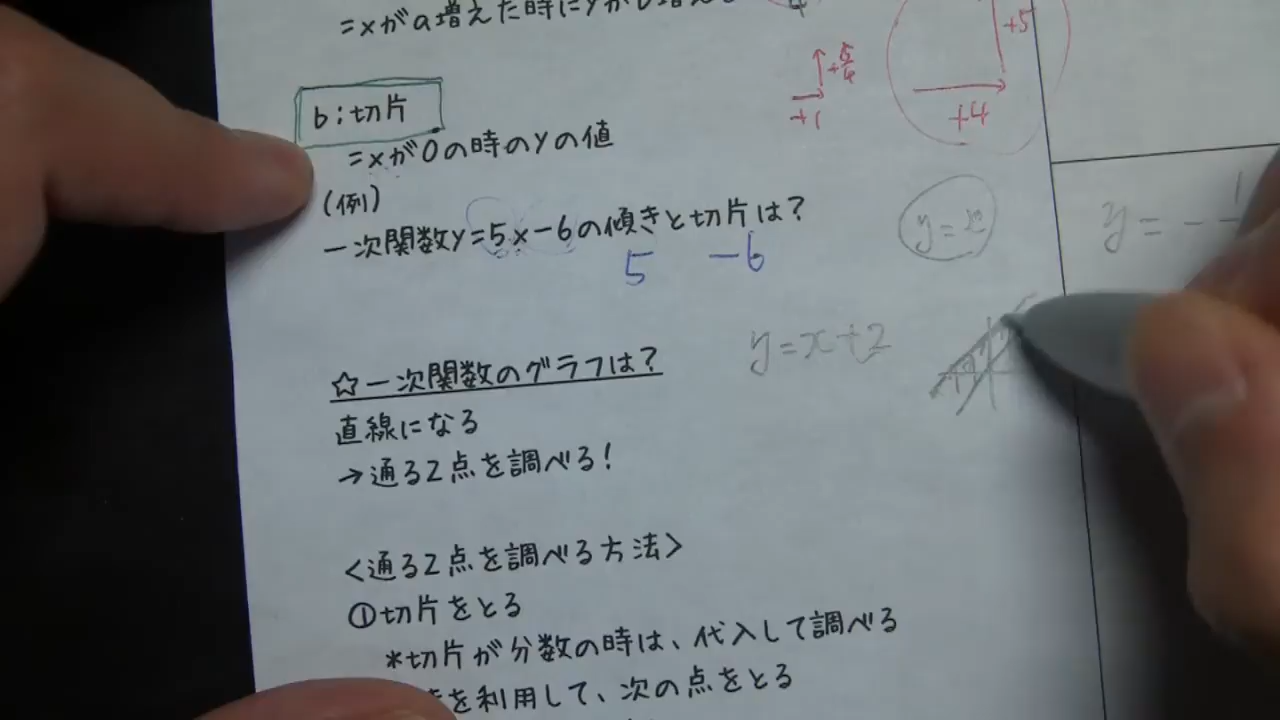 =xがa増えた時にyが
b:切片
=xが0の時のyの値
(例)
一次関数y=5x-6の傾きと切片は?
5 -6
☆一次関数のグラフは?
直線になる
→通る2点を調べる!
<通る2点を調べる方法>
①切片をとる
*切片が分数の時は、代入して調べる
を利用して、次の点をとる
+5
+4
+5/4
+1
y=x
y=x+2
y=-1